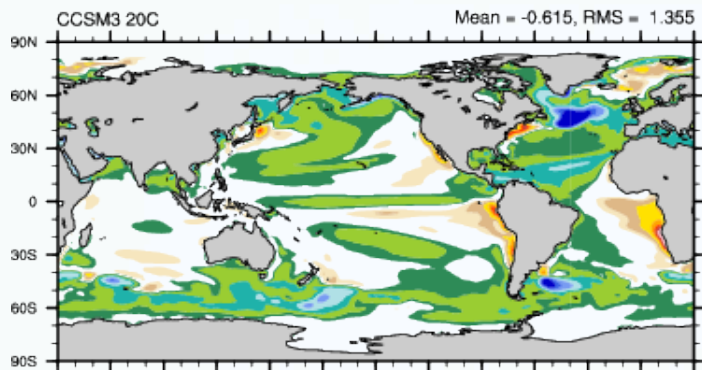 CCSM3 20C
Mean = -0.615, RMS = 1.355
90N
60N
30N
0
30S
60S
90S